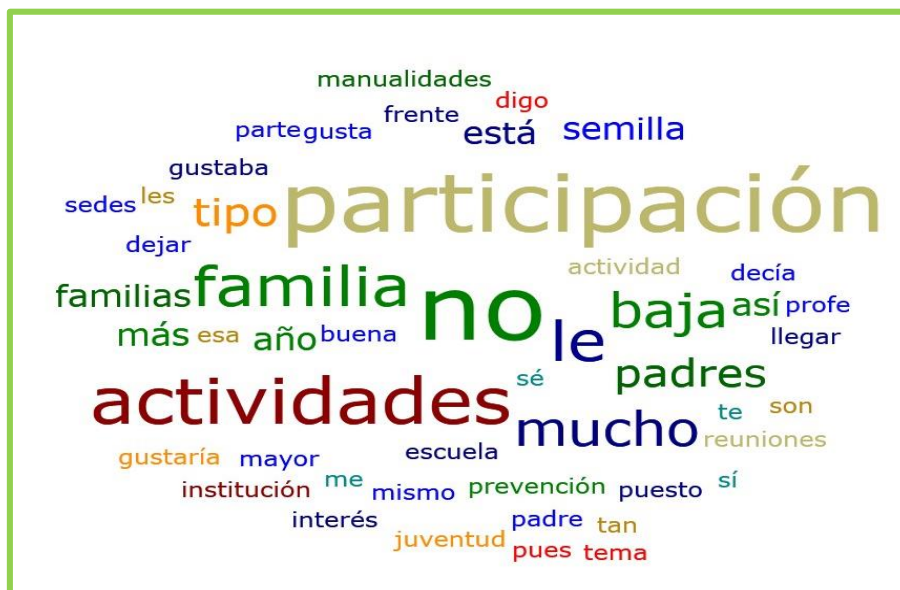 manualidades
digo
frente
parte gusta está semilla
gustaba
sedes les tipo participación
dejar
actividad decía
familias familia no baja así profe
más esa año buena le llegar
padres
sé
actividades mucho te son
reuniones
gustaría mayor escuela
institución me mismo prevención puesto sí
interés padre tan
juventud pues tema